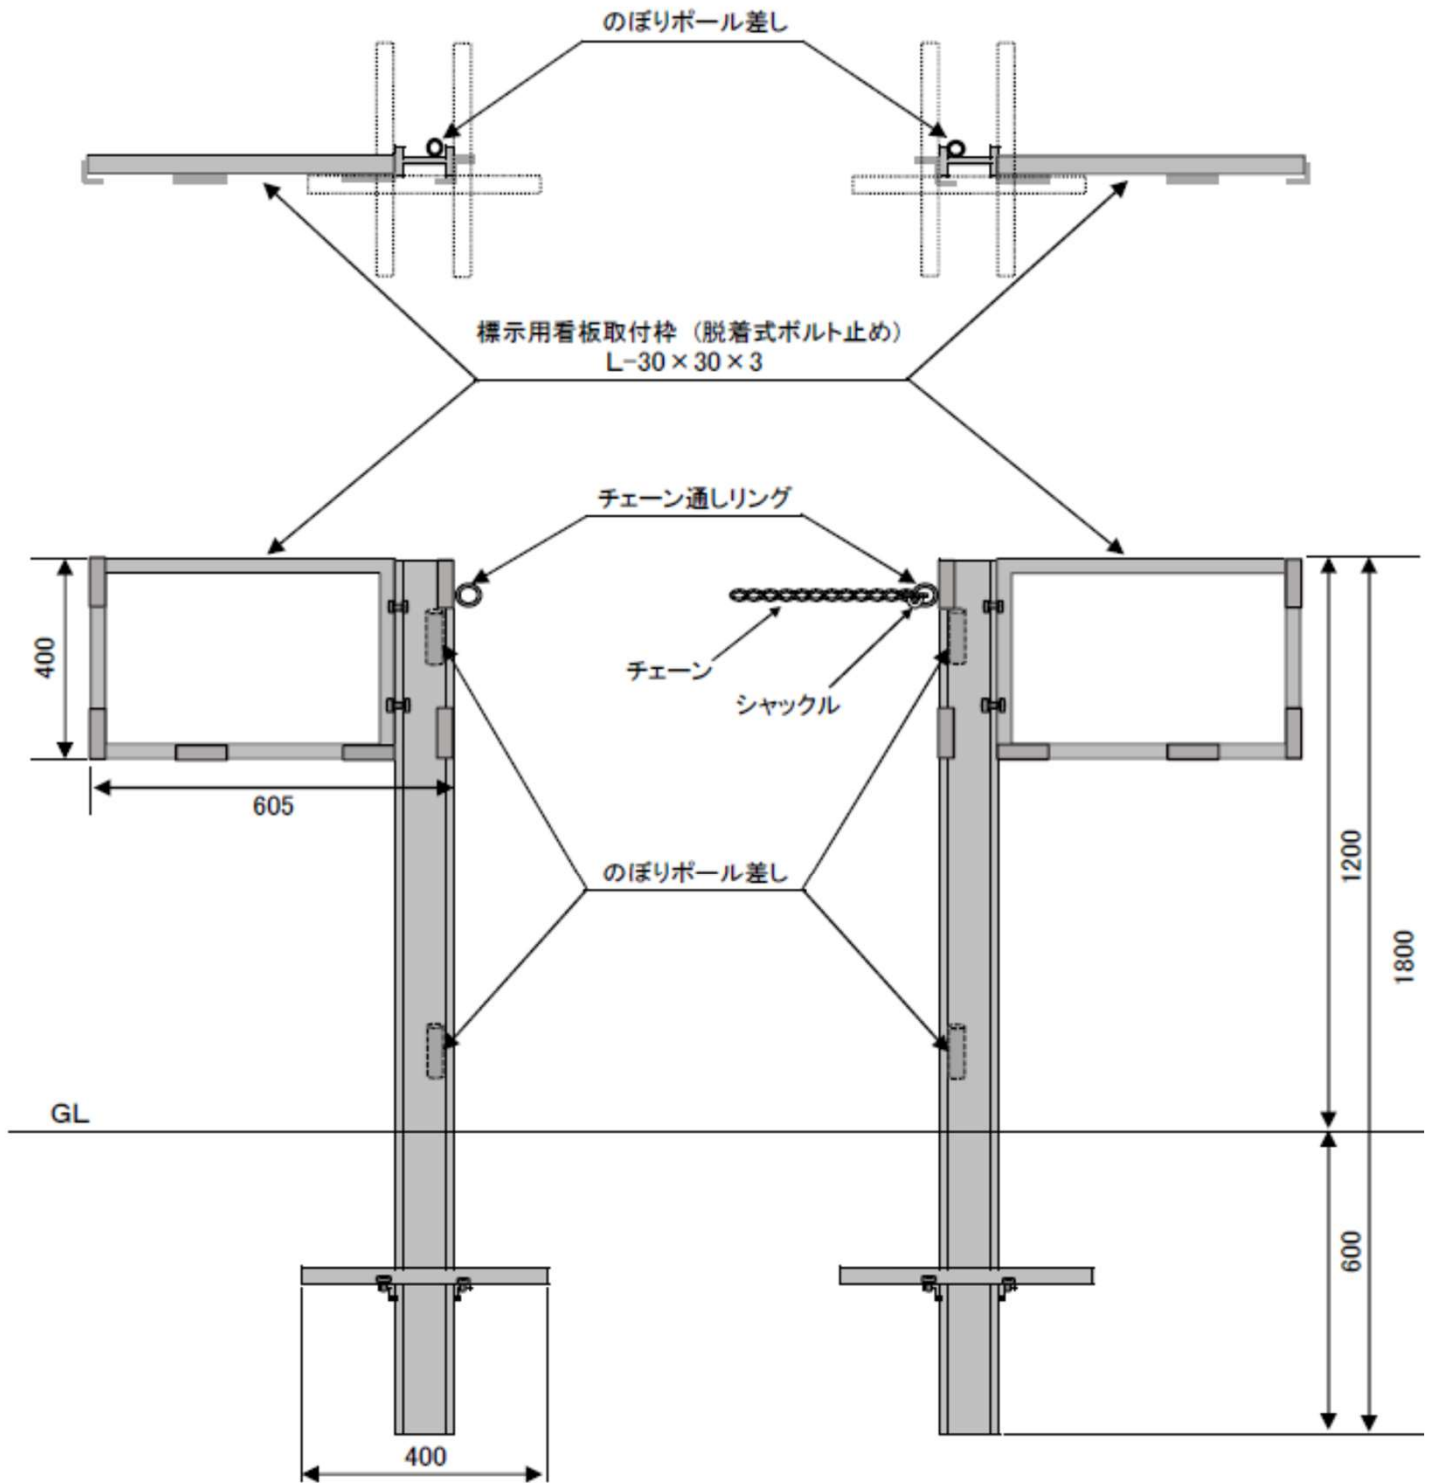 のぼりポール差し
標示用看板取付枠 （脱着式ボルト止め）
L-30×30×3
チェーン通しリング
チェーン
シャックル
400
605
のぼりポール差し
1200
1800
GL
600
400